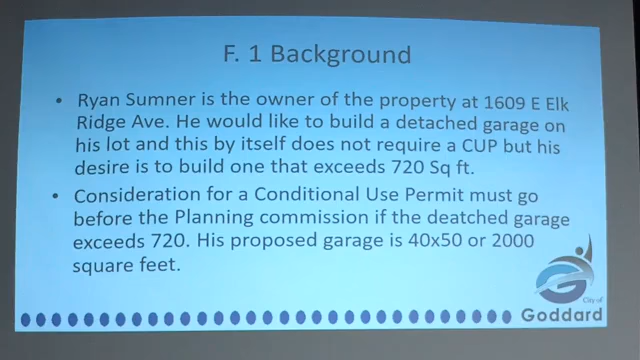 F. 1 Background
• Ryan Sumner is the owner of the property at 1609 E Elk
Ridge Ave. He would like to build a detached garage on
his lot and this by itself does not require a CUP but his
desire is to build one that exceeds 720 Sq ft.
• Consideration for a Conditional Use Permit must go
before the Planning commission if the deatched garage
exceeds 720. His proposed garage is 40x50 or 2000
square feet.
City of
Goddard